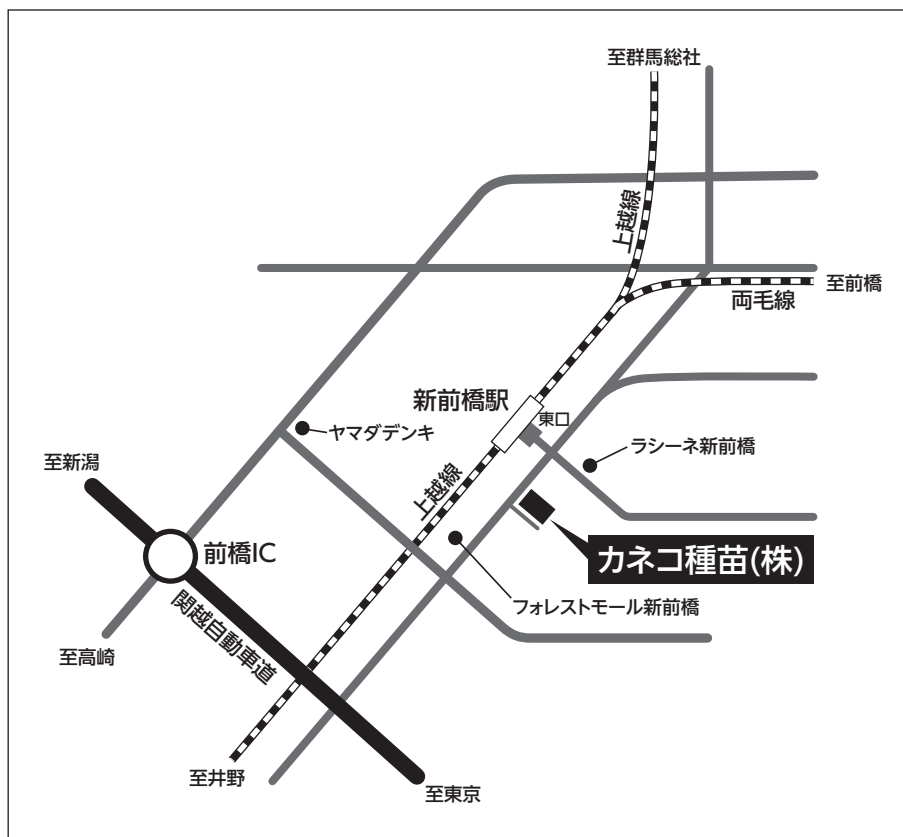 至群馬総社
上越線
至前橋
両毛線
新前橋駅
東口
ヤマダデンキ
ラシーネ新前橋
至新潟
上越線
前橋IC
カネコ種苗(株)
フォレストモール新前橋
関越自動車道
至高崎
至井野
至東京